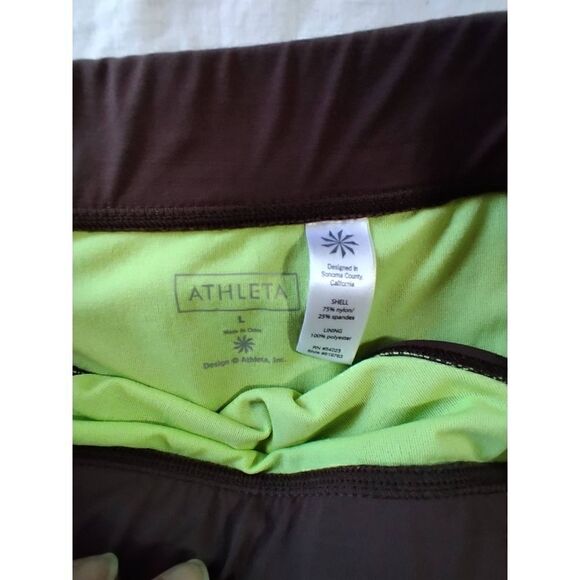 ATHLETA
L
Made in China
Design © Athleta, Inc.
Designed in
Sonoma County,
California
SHELL
75% nylon/
25% spandex
LINING
100% polyester